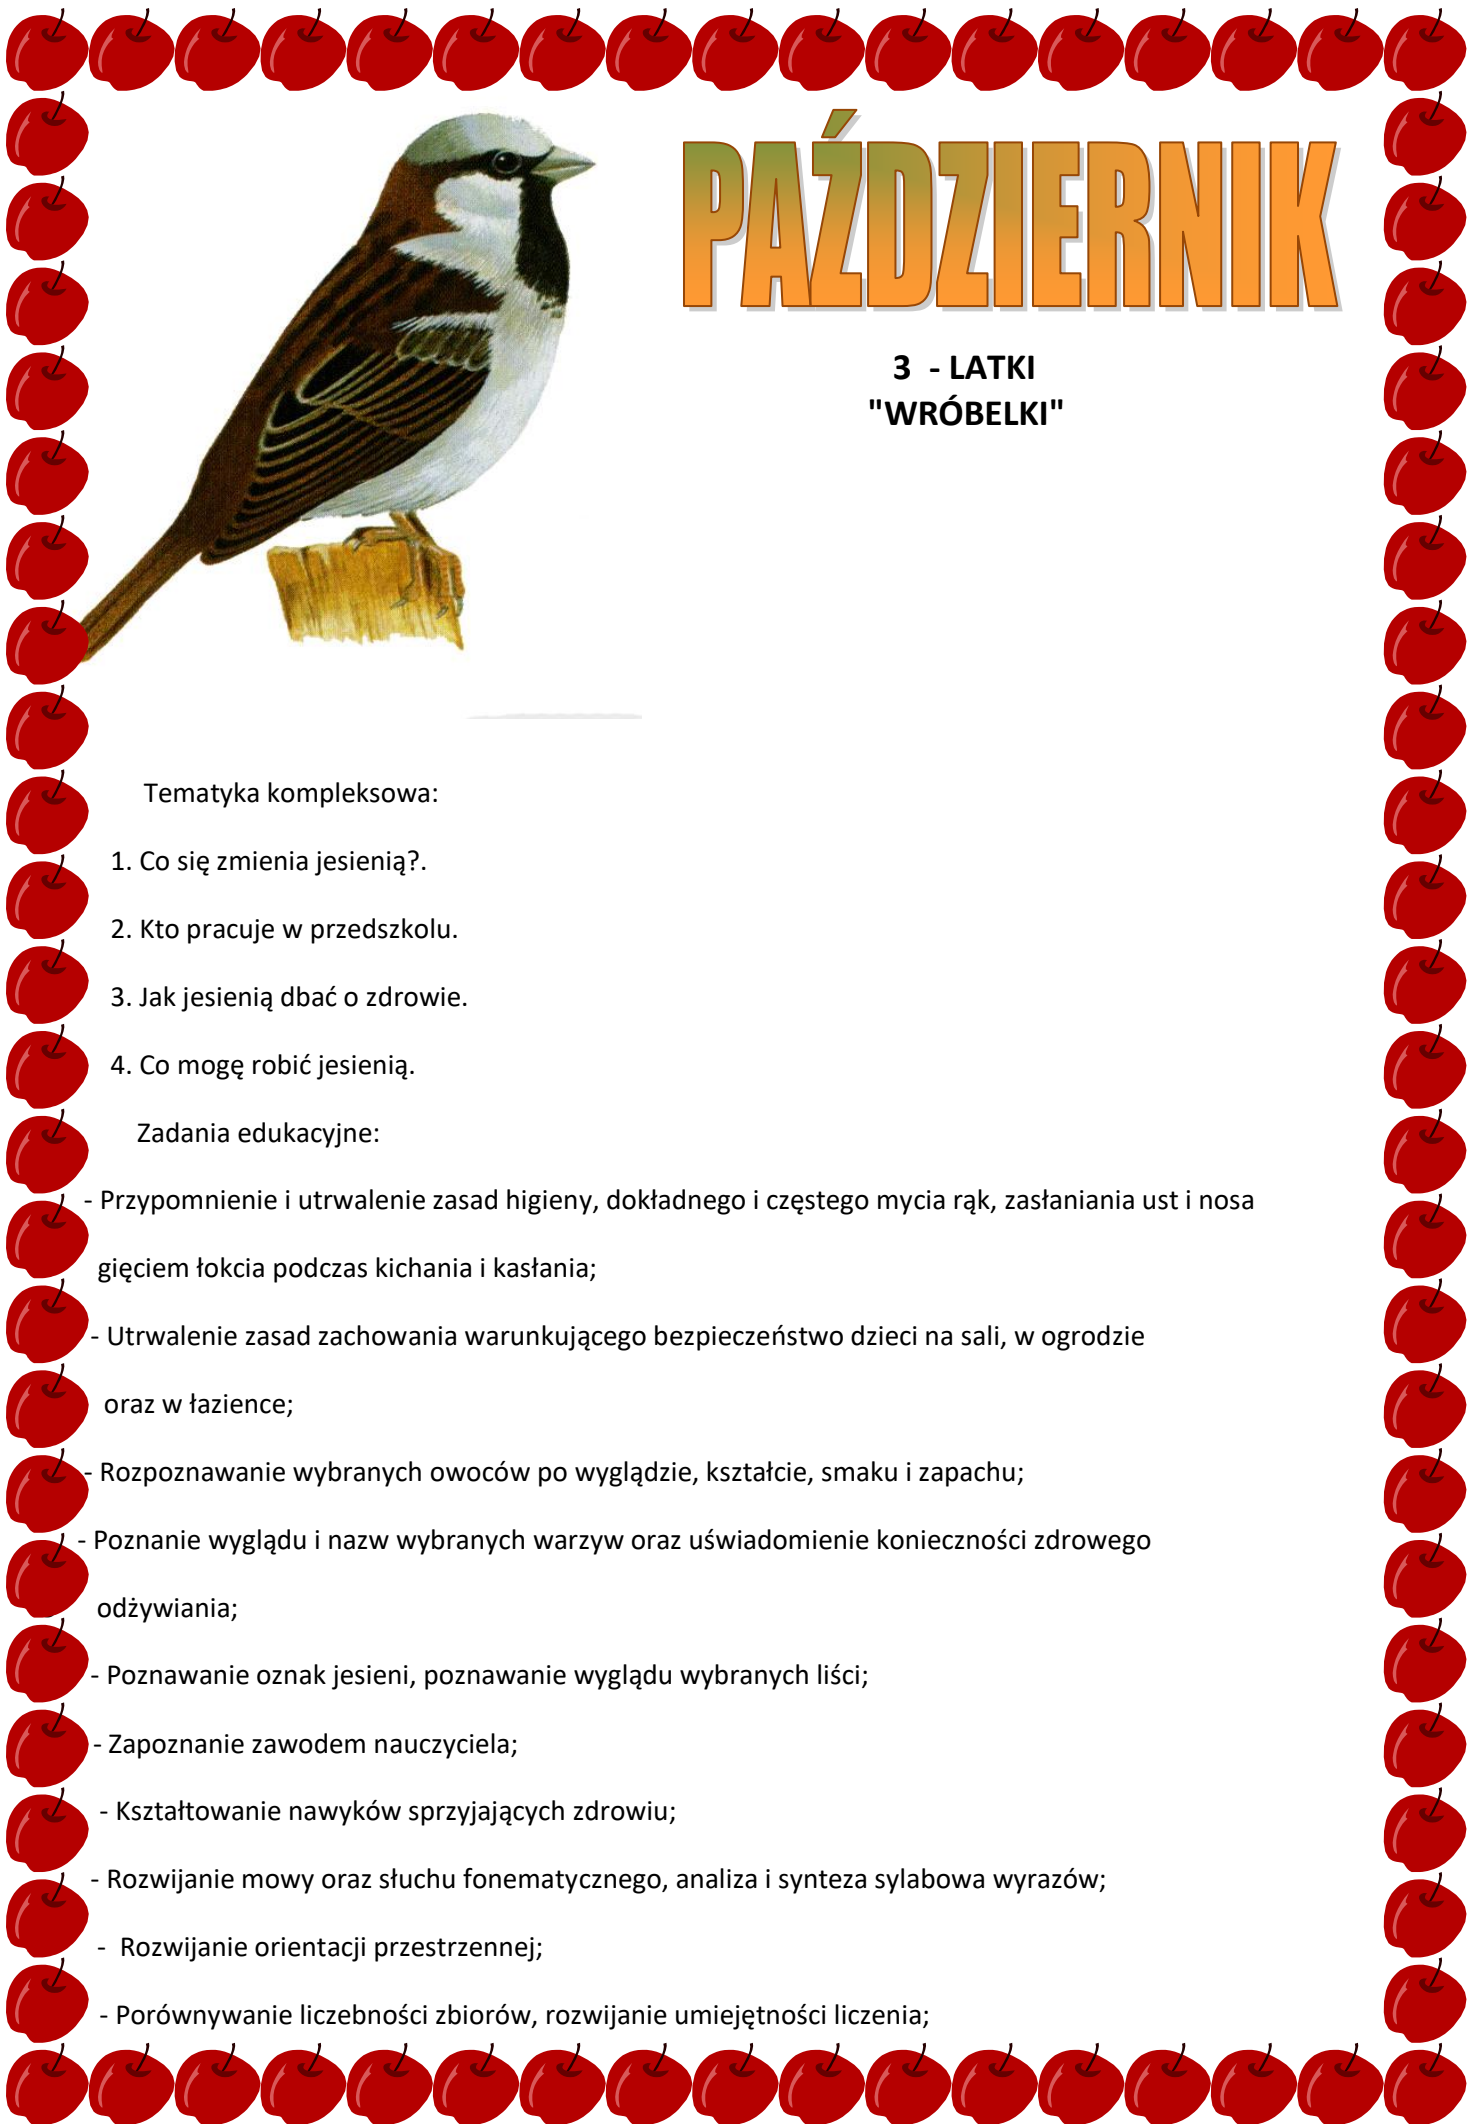 PAŹDZIERNIK
3 - LATKI
"WRÓBELKI"
Tematyka kompleksowa:
1. Co się zmienia jesienią?.
2. Kto pracuje w przedszkolu.
3. Jak jesienią dbać o zdrowie.
4. Co mogę robić jesienią.
Zadania edukacyjne:
- Przypomnienie i utrwalenie zasad higieny, dokładnego i częstego mycia rąk, zasłaniania ust i nosa
gięciem łokcia podczas kichania i kasłania;
- Utrwalenie zasad zachowania warunkującego bezpieczeństwo dzieci na sali, w ogrodzie
oraz w łazience;
- Rozpoznawanie wybranych owoców po wyglądzie, kształcie, smaku i zapachu;
- Poznanie wyglądu i nazw wybranych warzyw oraz uświadomienie konieczności zdrowego
odżywiania;
- Poznawanie oznak jesieni, poznawanie wyglądu wybranych liści;
- Zapoznanie zawodem nauczyciela;
- Kształtowanie nawyków sprzyjających zdrowiu;
- Rozwijanie mowy oraz słuchu fonematycznego, analiza i synteza sylabowa wyrazów;
- Rozwijanie orientacji przestrzennej;
- Porównywanie liczebności zbiorów, rozwijanie umiejętności liczenia;